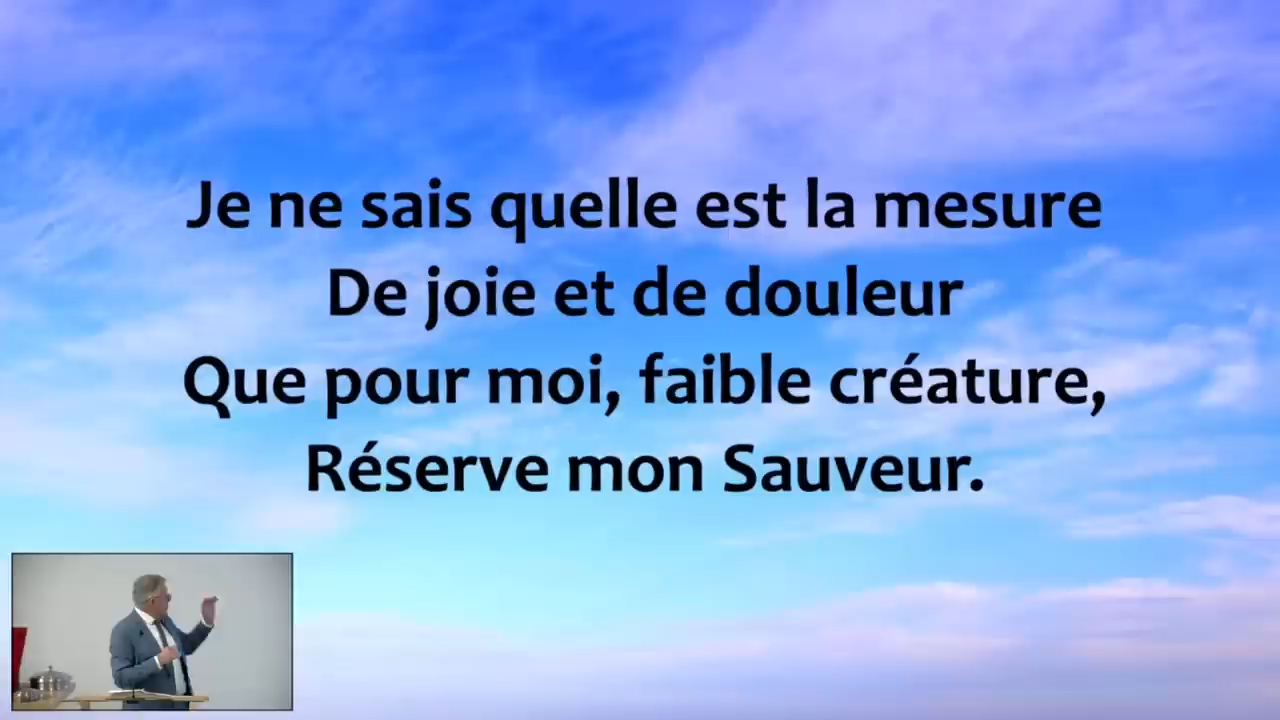 Je ne sais quelle est la mesure
De joie et de douleur
Que pour moi, faible créature,
Réserve mon Sauveur.